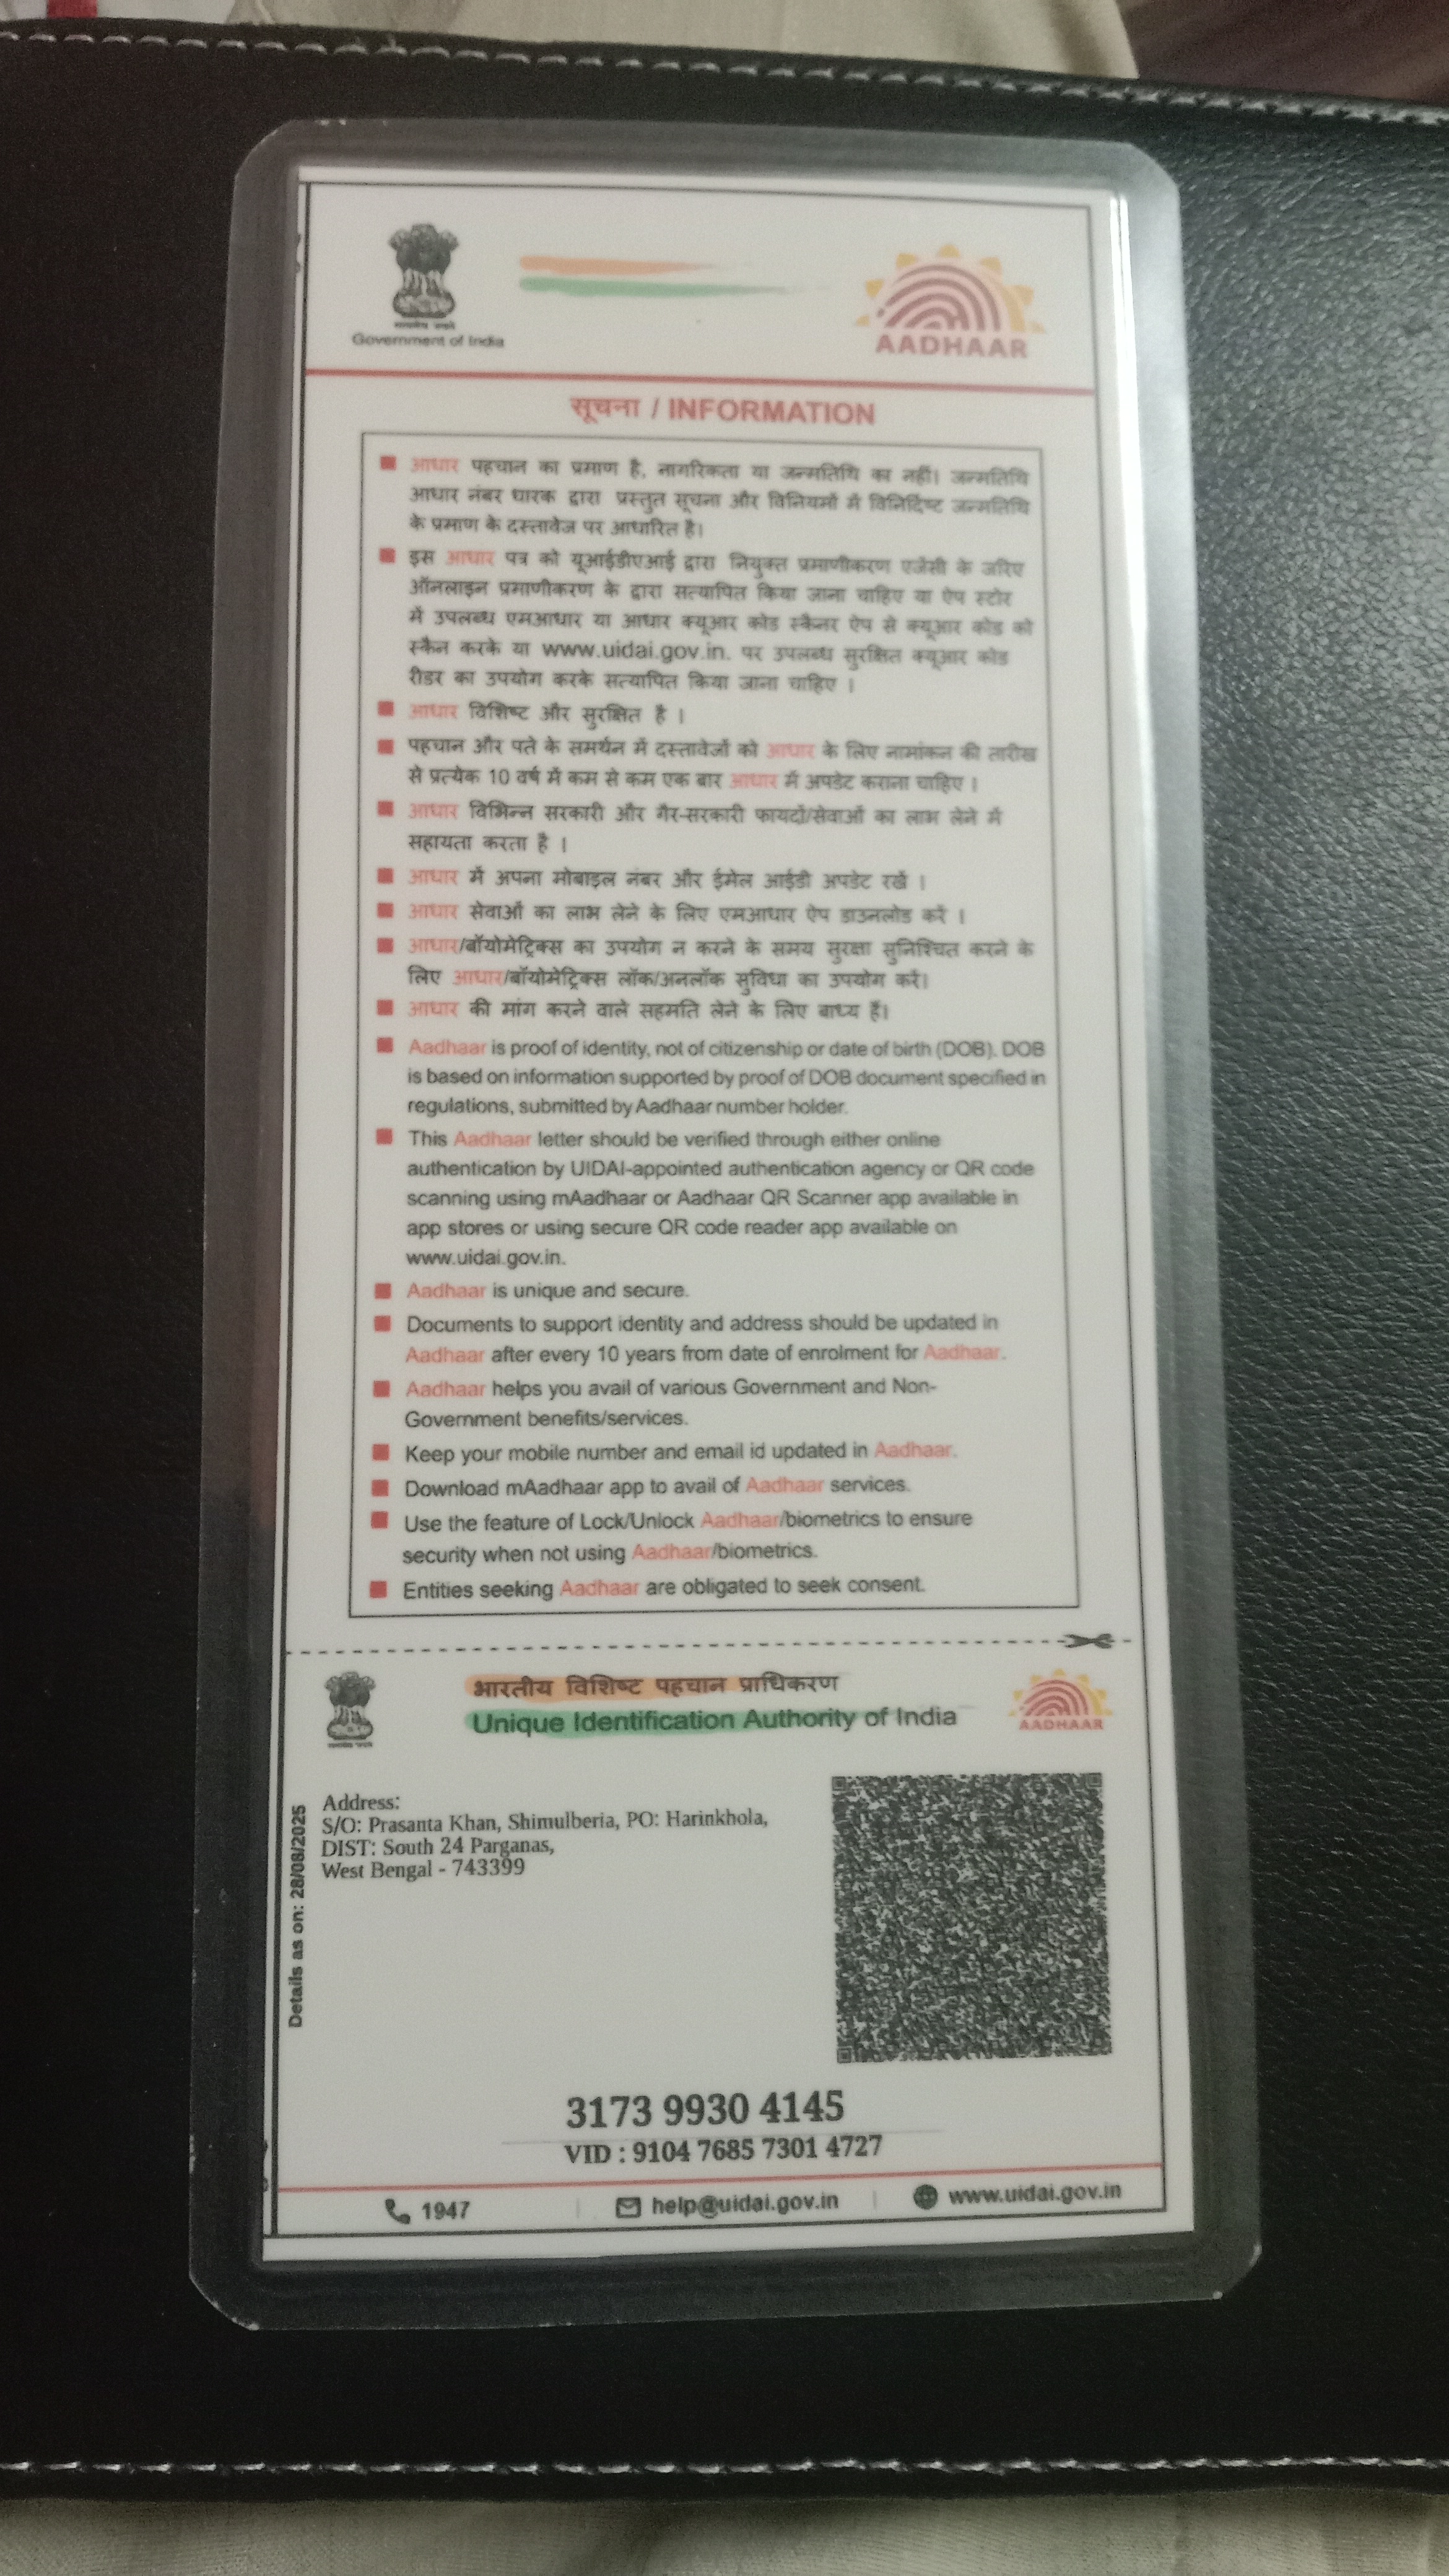 Government of India
AADHAAR
सूचना / INFORMATION
आधार पहचान का प्रमाण है, नागरिकता या जन्मतिथि का नहीं। जन्मतिथि
आधार नंबर धारक द्वारा प्रस्तुत सूचना और विनियमों में विनिर्दिष्ट जन्मतिथि
के प्रमाण के दस्तावेज पर आधारित है।
इस आधार पत्र को यूआईडीएआई द्वारा नियुक्त प्रमाणीकरण एजेंसी के जरिए
ऑनलाइन प्रमाणीकरण के द्वारा सत्यापित किया जाना चाहिए या ऐप स्टोर
में उपलब्ध एमआधार या आधार क्यूआर कोड स्कैनर ऐप से क्यूआर कोड को
स्कैन करके या www.uidai.gov.in. पर उपलब्ध सुरक्षित क्यूआर कोड
रीडर का उपयोग करके सत्यापित किया जाना चाहिए ।
आधार विशिष्ट और सुरक्षित है ।
पहचान और पते के समर्थन में दस्तावेजों को आधार के लिए नामांकन की तारीख
से प्रत्येक 10 वर्ष में कम से कम एक बार आधार में अपडेट कराना चाहिए ।
आधार विभिन्न सरकारी और गैर-सरकारी फायदों/सेवाओं का लाभ लेने में
सहायता करता है ।
आधार में अपना मोबाइल नंबर और ईमेल आईडी अपडेट रखें ।
आधार सेवाओं का लाभ लेने के लिए एमआधार ऐप डाउनलोड करें ।
आधार/बॉयोमेट्रिक्स का उपयोग न करने के समय सुरक्षा सुनिश्चित करने के
लिए आधार/बॉयोमेट्रिक्स लॉक/अनलॉक सुविधा का उपयोग करें।
आधार की मांग करने वाले सहमति लेने के लिए बाध्य हैं।
Aadhaar is proof of identity, not of citizenship or date of birth (DOB). DOB
is based on information supported by proof of DOB document specified in
regulations, submitted by Aadhaar number holder.
This Aadhaar letter should be verified through either online
authentication by UIDAI-appointed authentication agency or QR code
scanning using mAadhaar or Aadhaar QR Scanner app available in
app stores or using secure QR code reader app available on
www.uidai.gov.in.
Aadhaar is unique and secure.
Documents to support identity and address should be updated in
Aadhaar after every 10 years from date of enrolment for Aadhaar.
Aadhaar helps you avail of various Government and Non-
Government benefits/services.
Keep your mobile number and email id updated in Aadhaar.
Download mAadhaar app to avail of Aadhaar services.
Use the feature of Lock/Unlock Aadhaar/biometrics to ensure
security when not using Aadhaar/biometrics.
Entities seeking Aadhaar are obligated to seek consent.
भारतीय विशिष्ट पहचान प्राधिकरण
Unique Identification Authority of India
AADHAAR
Details as on: 28/08/2025
Address:
S/O: Prasanta Khan, Shimulberia, PO: Harinkhola,
DIST: South 24 Parganas,
West Bengal - 743399
3173 9930 4145
VID : 9104 7685 7301 4727
1947
help@uidai.gov.in
www.uidai.gov.in